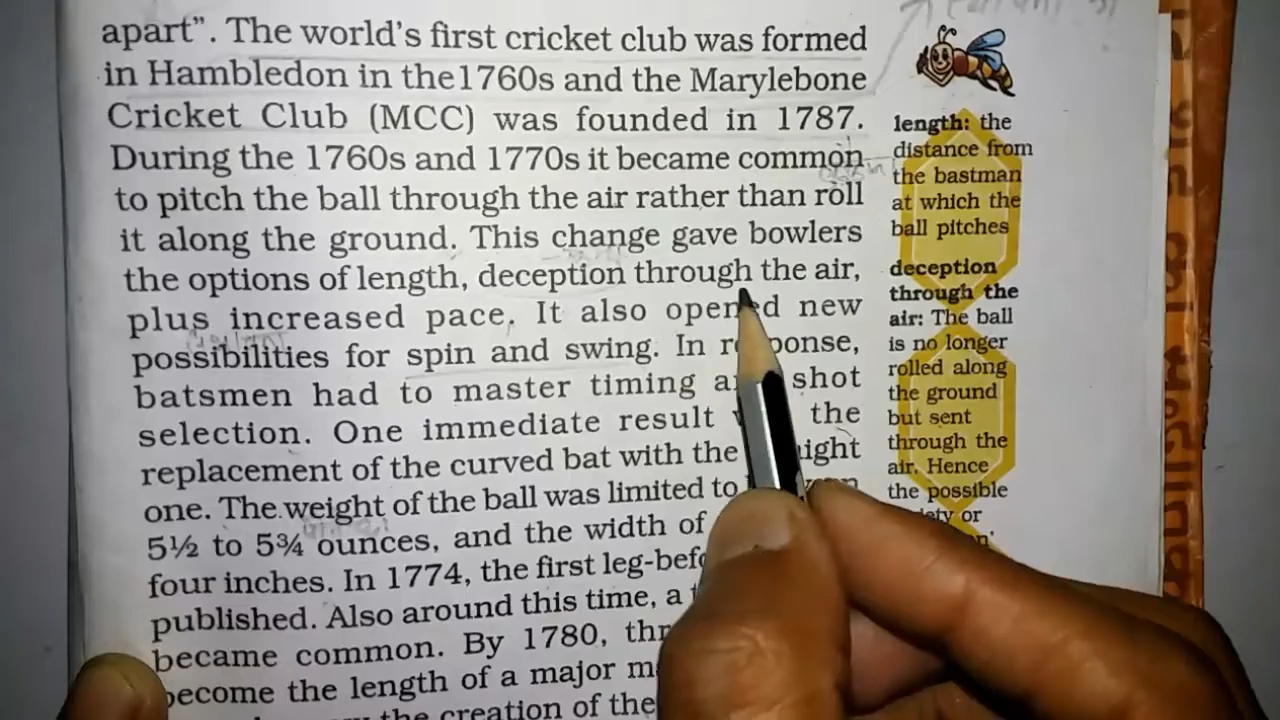 apart”. The world’s first cricket club was formed
in Hambledon in the1760s and the Marylebone
Cricket Club (MCC) was founded in 1787.
During the 1760s and 1770s it became common
to pitch the ball through the air rather than roll
it along the ground. This change gave bowlers
the options of length, deception through the air,
plus increased pace. It also opened new
possibilities for spin and swing. In
batsmen had to master timing shot
selection. One immediate result the
replacement of the curved bat with the
one. The weight of the ball was limited to
5½ to 5¾ ounces, and the width of
four inches. In 1774, the first
published. Also around this time, a
became common. By 1780,
become the length of a major
the creation of the
length: the
distance from
the bastman
at which the
ball pitches
deception
through the
air: The ball
is no longer
rolled along
the ground
but sent
through the
air. Hence
the possible
or